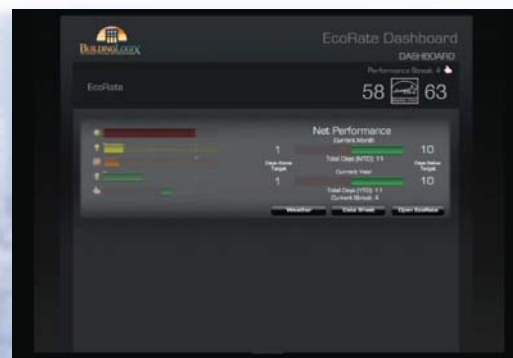 BUILDINGLOGIX
EcoRate Dashboard
DASHBOARD
Performance Streak: 4
EcoRate
58 63
Net Performance
Current Month
1 10
Total Days (MTD): 11
Days Above Target
Days Below Target
Current Year
1 10
Total Days (YTD): 11
Current Streak: 4
Weather Data Sheet Open EcoRate